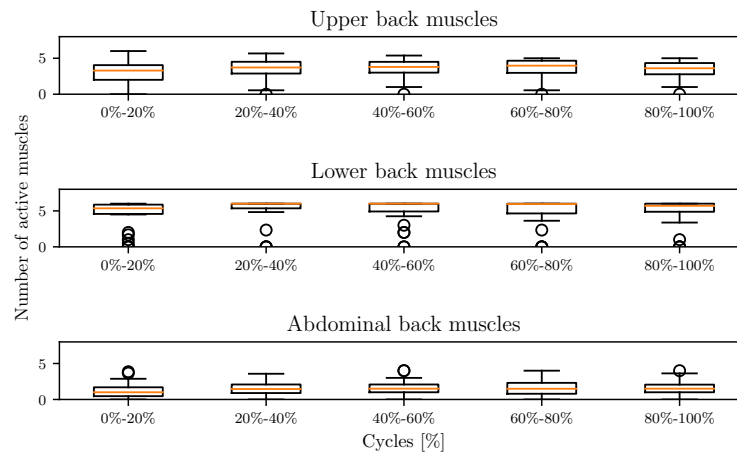 Upper back muscles
5
0
0%-20% 20%-40% 40%-60% 60%-80% 80%-100%
Number of active muscles
Lower back muscles
5
0
0%-20% 20%-40% 40%-60% 60%-80% 80%-100%
Abdominal back muscles
5
0
0%-20% 20%-40% 40%-60% 60%-80% 80%-100%
Cycles [%]